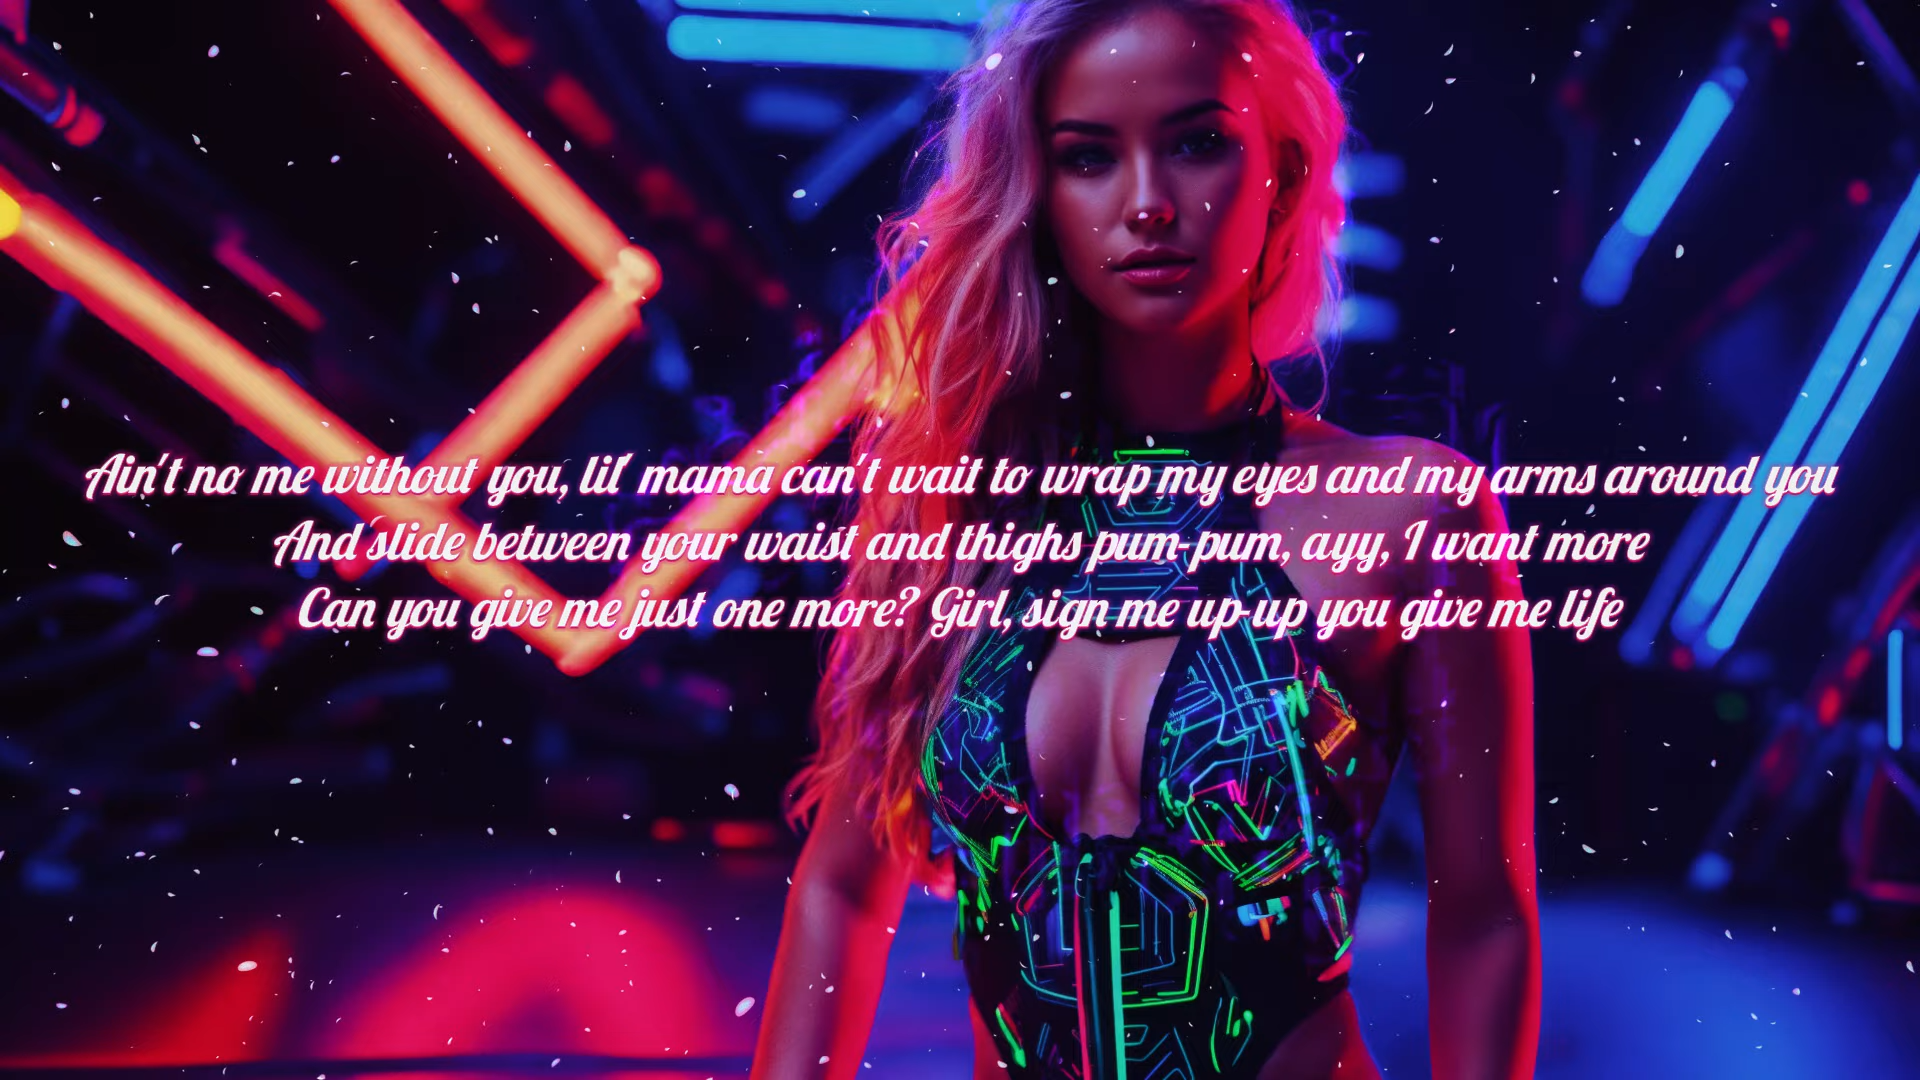 Ain't no me without you, lil' mama can't wait to wrap my eyes and my arms around you
And slide between your waist and thighs pum-pum, ayy, I want more
Can you give me just one more? Girl, sign me up-up you give me life